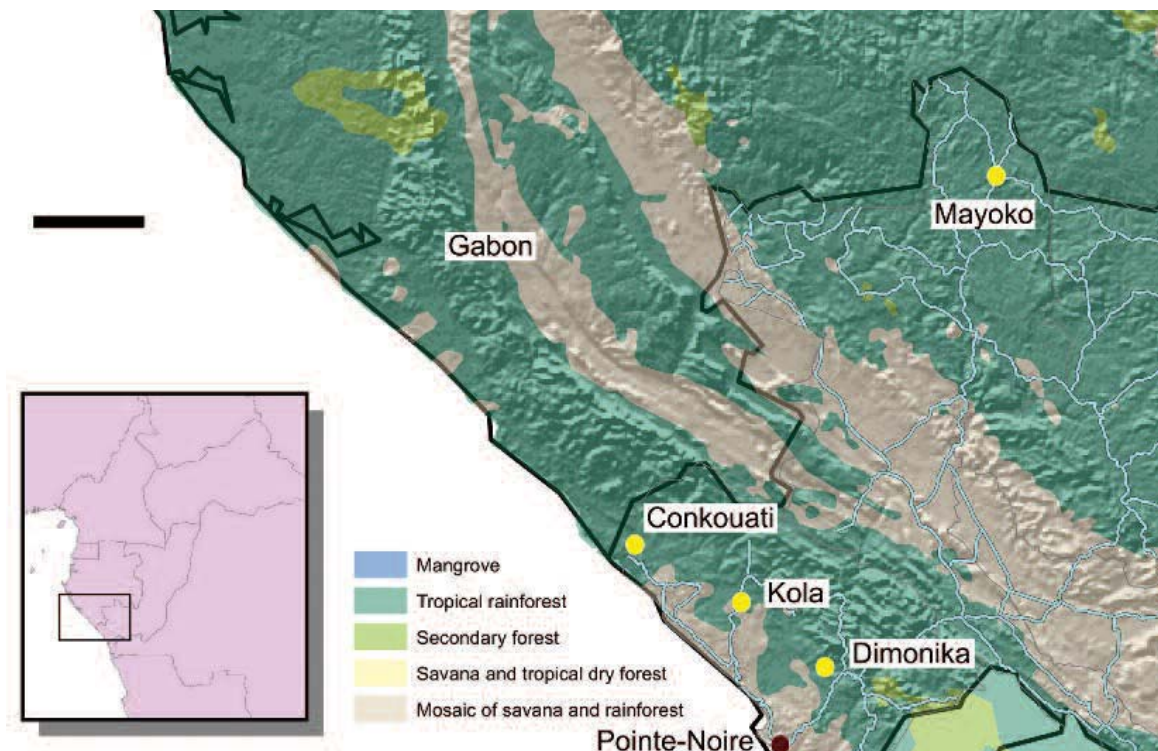 Mayoko
Gabon
Conkouati
Kola
Dimonika
Pointe-Noire
Mangrove
Tropical rainforest
Secondary forest
Savana and tropical dry forest
Mosaic of savana and rainforest